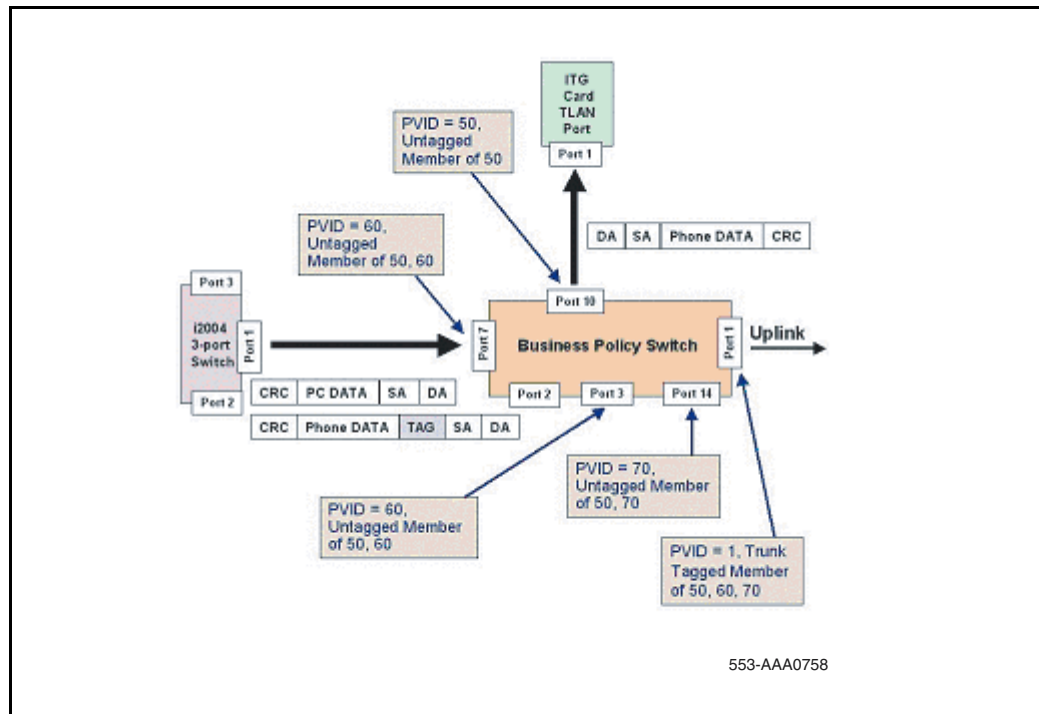 ITG
Card
TLAN
Port
Port 1
PVID = 50,
Untagged
Member of 50
PVID = 60,
Untagged
Member of 50, 60
DA SA Phone DATA CRC
Port 3
i2004
3-port
Switch
Port 1
Port 2
Port 10
Port 7
Business Policy Switch
Port 1
Uplink
Port 2
Port 3
Port 14
CRC PC DATA SA DA
CRC Phone DATA TAG SA DA
PVID = 70,
Untagged Member
of 50, 70
PVID = 60,
Untagged Member
of 50, 60
PVID = 1, Trunk
Tagged Member
of 50, 60, 70
553-AAA0758